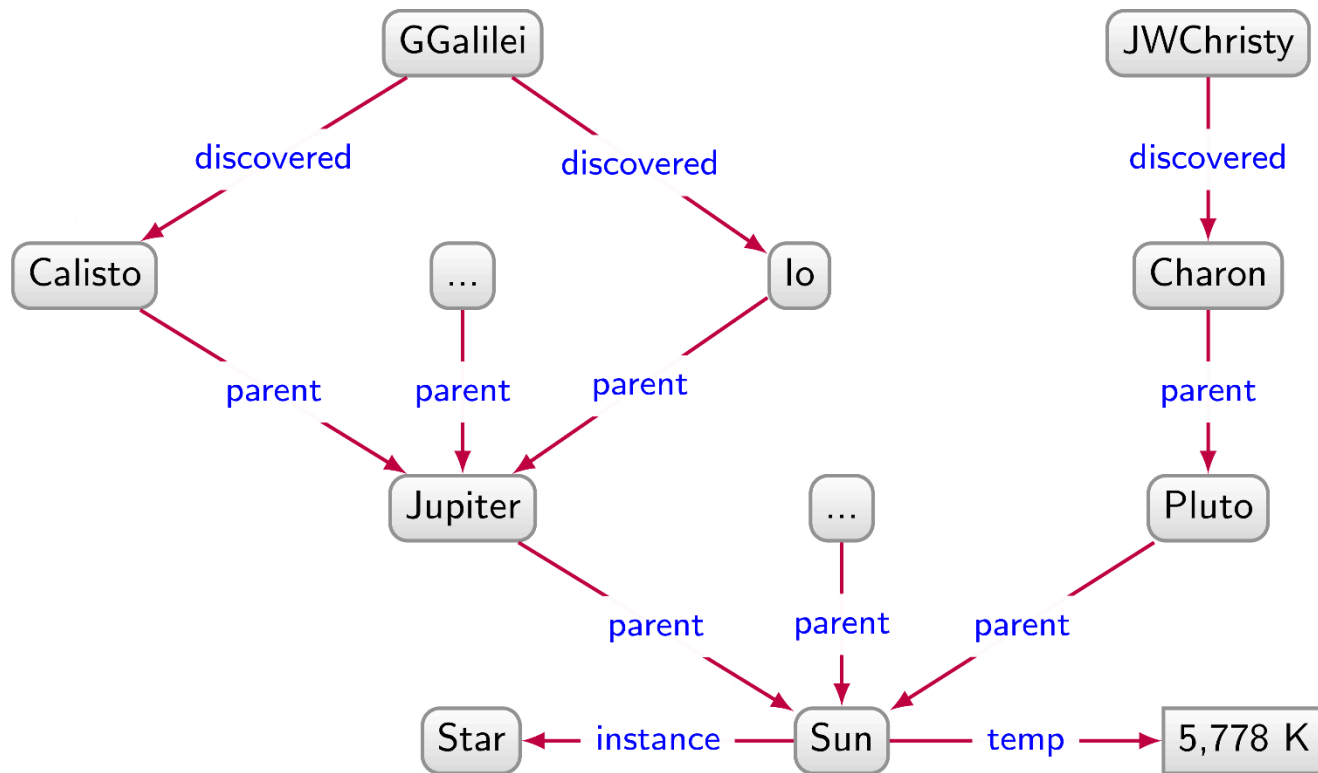 GGalilei
JWChristy
discovered
discovered
discovered
Calisto
...
Io
Charon
parent
parent
parent
parent
Jupiter
...
Pluto
parent
parent
parent
Star
instance
Sun
temp
5,778 K